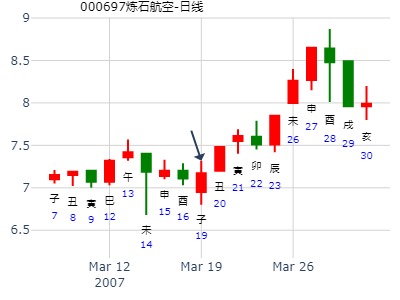 000697炼石航空-日线
9
8.5
8
7.5
7
6.5
子
7
丑
8
寅
9
巳
12
午
13
未
14
申
15
酉
16
子
19
丑
20
寅
21
卯
22
辰
23
未
26
申
27
酉
28
戌
29
亥
30
Mar 12
2007
Mar 19
Mar 26